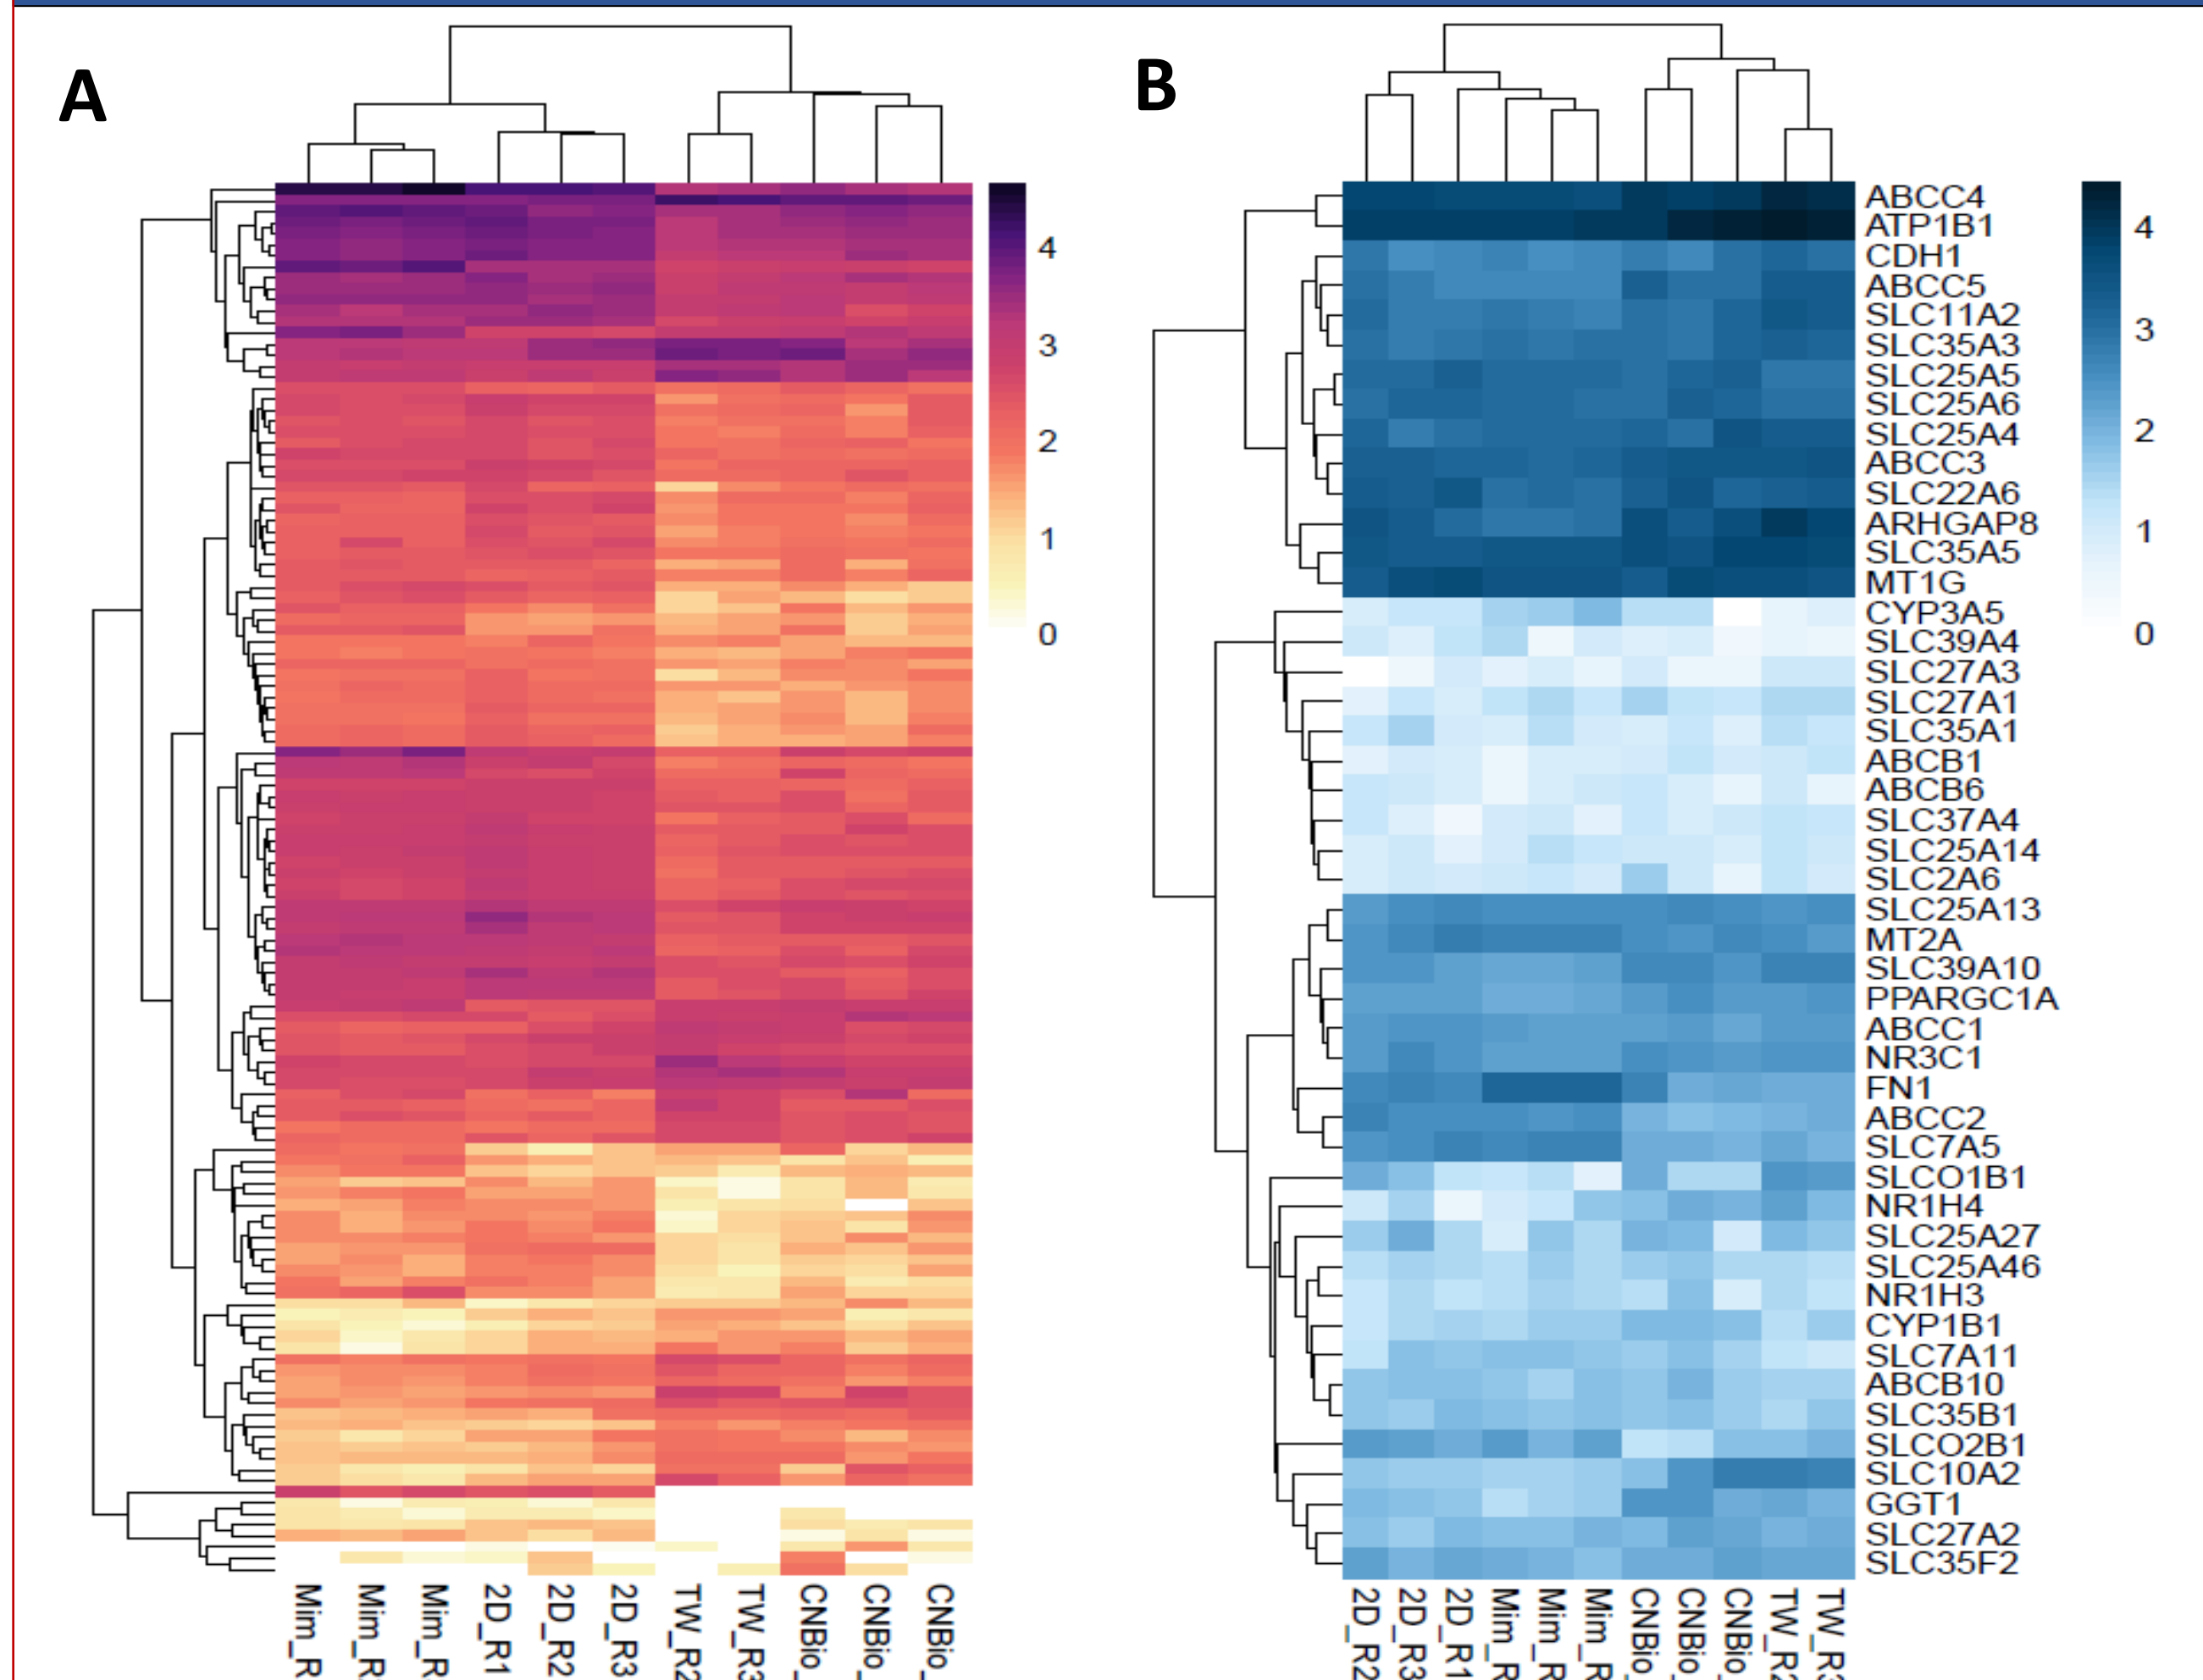 A
B
4
3
2
1
0
Mim_R
Mim_R
Mim_R
2D_R1
2D_R2
2D_R3
TW_R2
TW_R3
CNBio_
CNBio_
CNBio_
ABCC4
ATP1B1
CDH1
ABCC5
SLC11A2
SLC35A3
SLC25A5
SLC25A6
SLC25A4
ABCC3
SLC22A6
ARHGAP8
SLC35A5
MT1G
CYP3A5
SLC39A4
SLC27A3
SLC27A1
SLC35A1
ABCB1
ABCB6
SLC37A4
SLC25A14
SLC2A6
SLC25A13
MT2A
SLC39A10
PPARGC1A
ABCC1
NR3C1
FN1
ABCC2
SLC7A5
SLCO1B1
NR1H4
SLC25A27
SLC25A46
NR1H3
CYP1B1
SLC7A11
ABCB10
SLC35B1
SLCO2B1
SLC10A2
GGT1
SLC27A2
SLC35F2
4
3
2
1
0
2D_R2
2D_R3
2D_R1
Mim_R
Mim_R
Mim_R
CNBio_
CNBio_
CNBio_
TW_R2
TW_R3